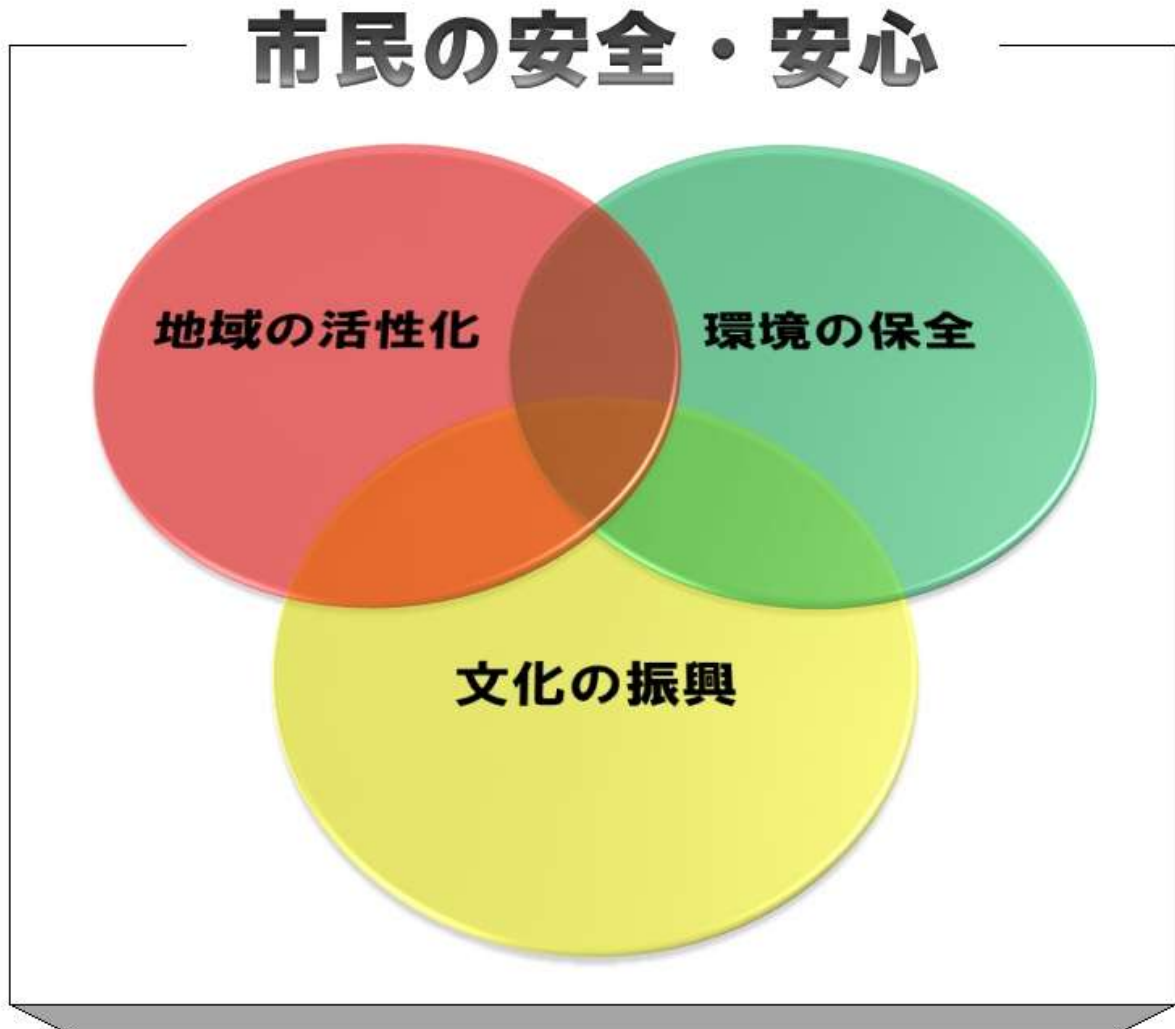 市民の安全・安心
地域の活性化
環境の保全
文化の振興